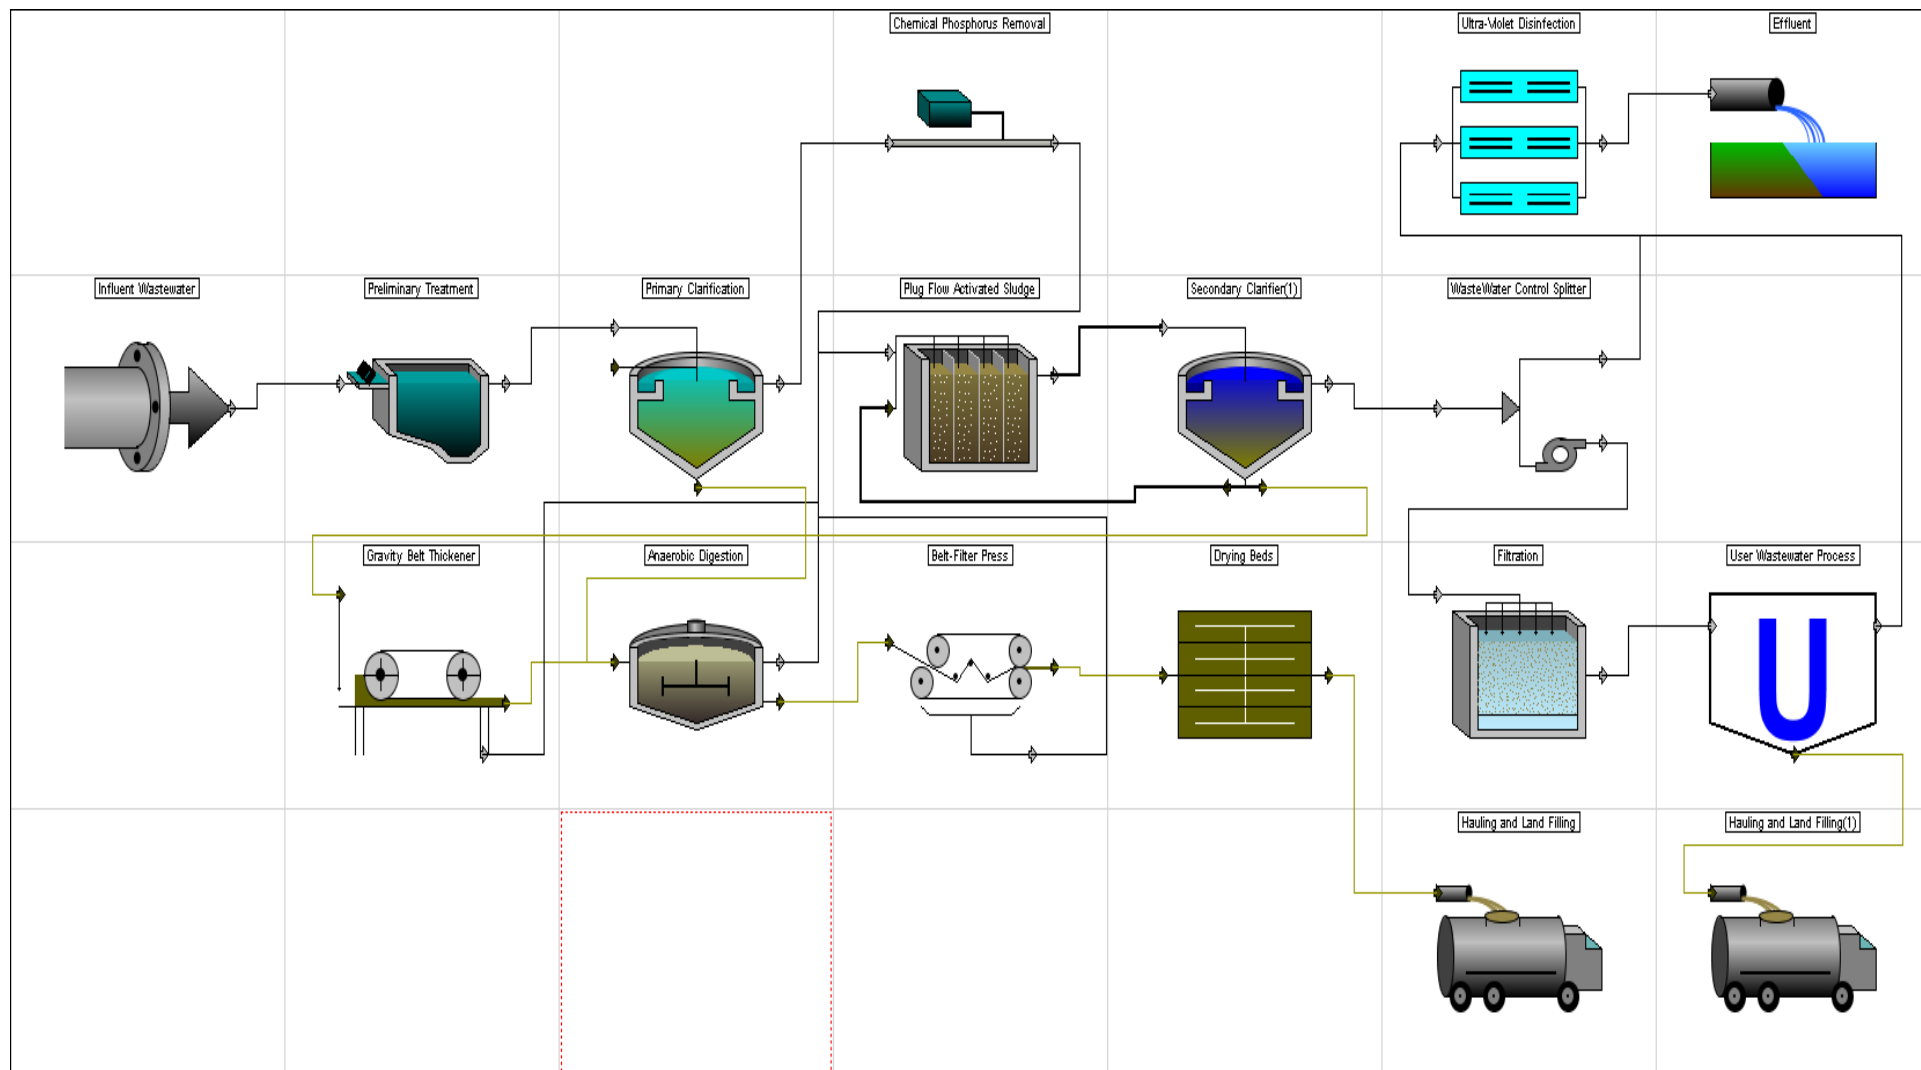 Chemical Phosphorus Removal
Ultra-Violet Disinfection
Effluent
Influent Wastewater
Preliminary Treatment
Primary Clarification
Plug Flow Activated Sludge
Secondary Clarifier(1)
WasteWater Control Splitter
Gravity Belt Thickener
Anaerobic Digestion
Belt-Filter Press
Drying Beds
Filtration
User Wastewater Process
U
Hauling and Land Filling
Hauling and Land Filling(1)